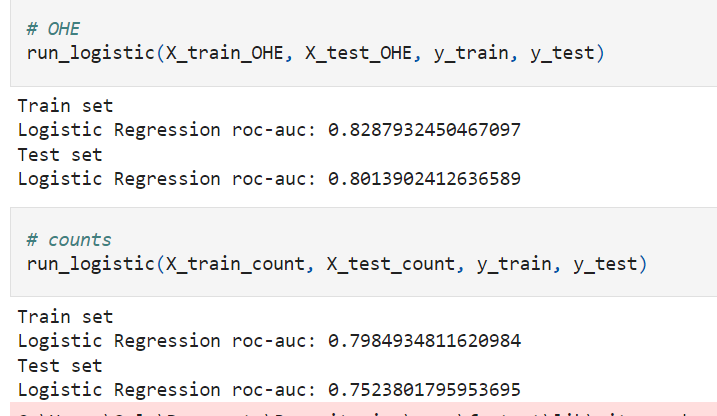 # OHE
run_logistic(X_train_OHE, X_test_OHE, y_train, y_test)
Train set
Logistic Regression roc-auc: 0.8287932450467097
Test set
Logistic Regression roc-auc: 0.8013902412636589
# counts
run_logistic(X_train_count, X_test_count, y_train, y_test)
Train set
Logistic Regression roc-auc: 0.7984934811620984
Test set
Logistic Regression roc-auc: 0.7523801795953695